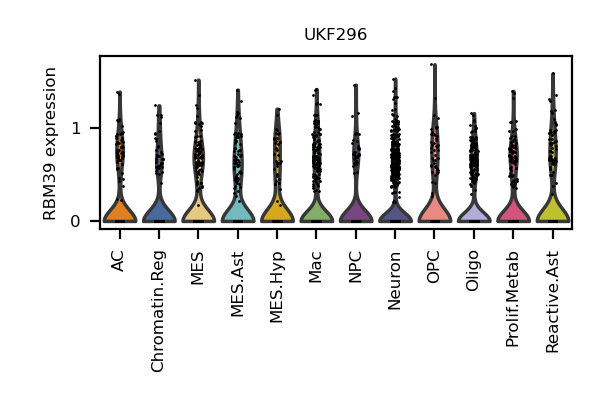 UKF296
RBM39 expression
1
0
AC
Chromatin.Reg
MES
MES.Ast
MES.Hyp
Mac
NPC
Neuron
OPC
Oligo
Prolif.Metab
Reactive.Ast